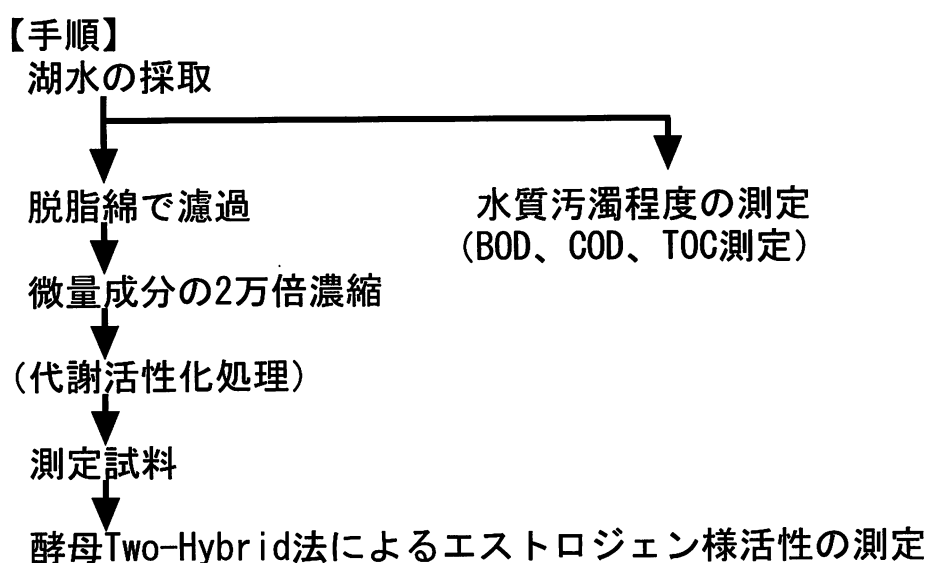 【手順】
湖水の採取
脱脂綿で濾過
水質汚濁程度の測定
(BOD、COD、TOC測定)
微量成分の2万倍濃縮
(代謝活性化処理)
測定試料
酵母Two-Hybrid法によるエストロジェン様活性の測定